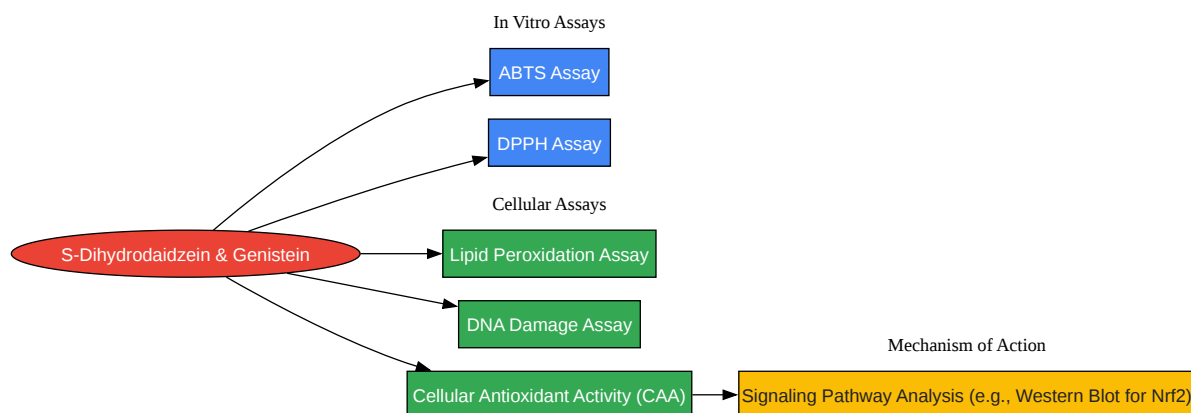 In Vitro Assays
ABTS Assay
DPPH Assay
Cellular Assays
S-Dihydrodaidzein & Genistein
Lipid Peroxidation Assay
DNA Damage Assay
Mechanism of Action
Cellular Antioxidant Activity (CAA)
Signaling Pathway Analysis (e.g., Western Blot for Nrf2)